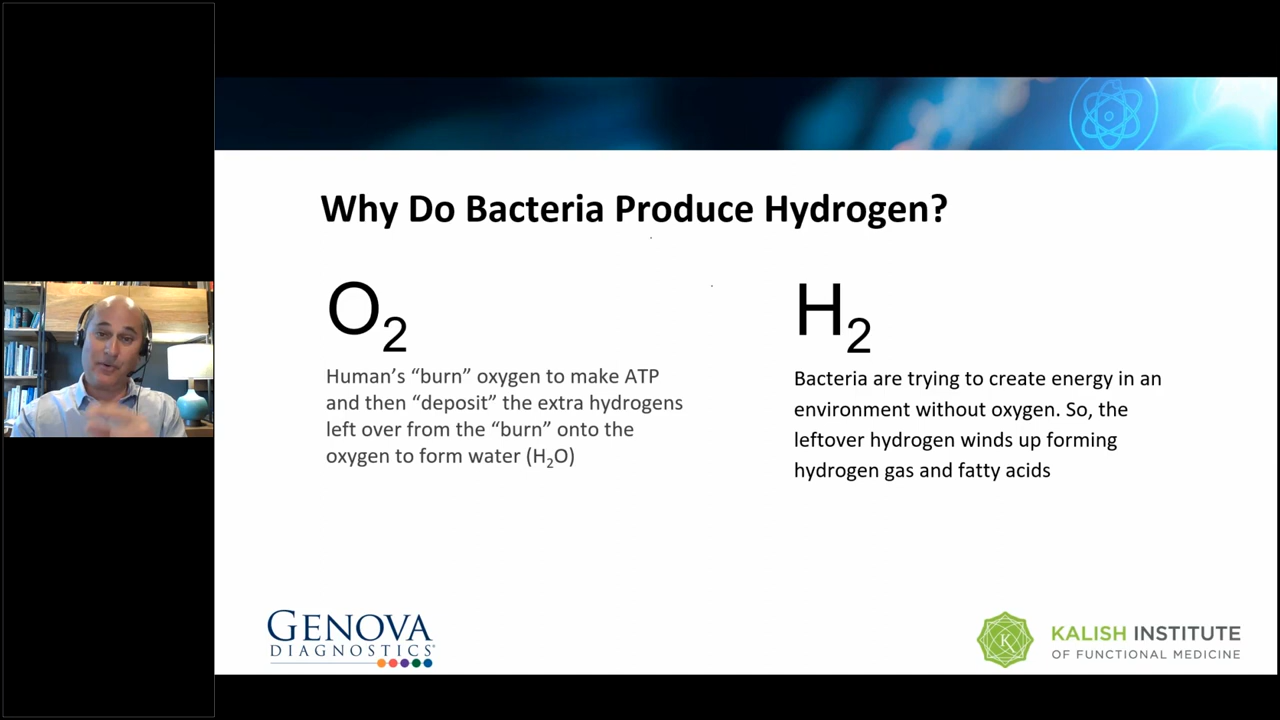 Why Do Bacteria Produce Hydrogen?
O₂
Human's “burn” oxygen to make ATP
and then “deposit” the extra hydrogens
left over from the “burn” onto the
oxygen to form water (H₂O)
H₂
Bacteria are trying to create energy in an
environment without oxygen. So, the
leftover hydrogen winds up forming
hydrogen gas and fatty acids
GENOVA
DIAGNOSTICS
K
KALISH INSTITUTE
OF FUNCTIONAL MEDICINE